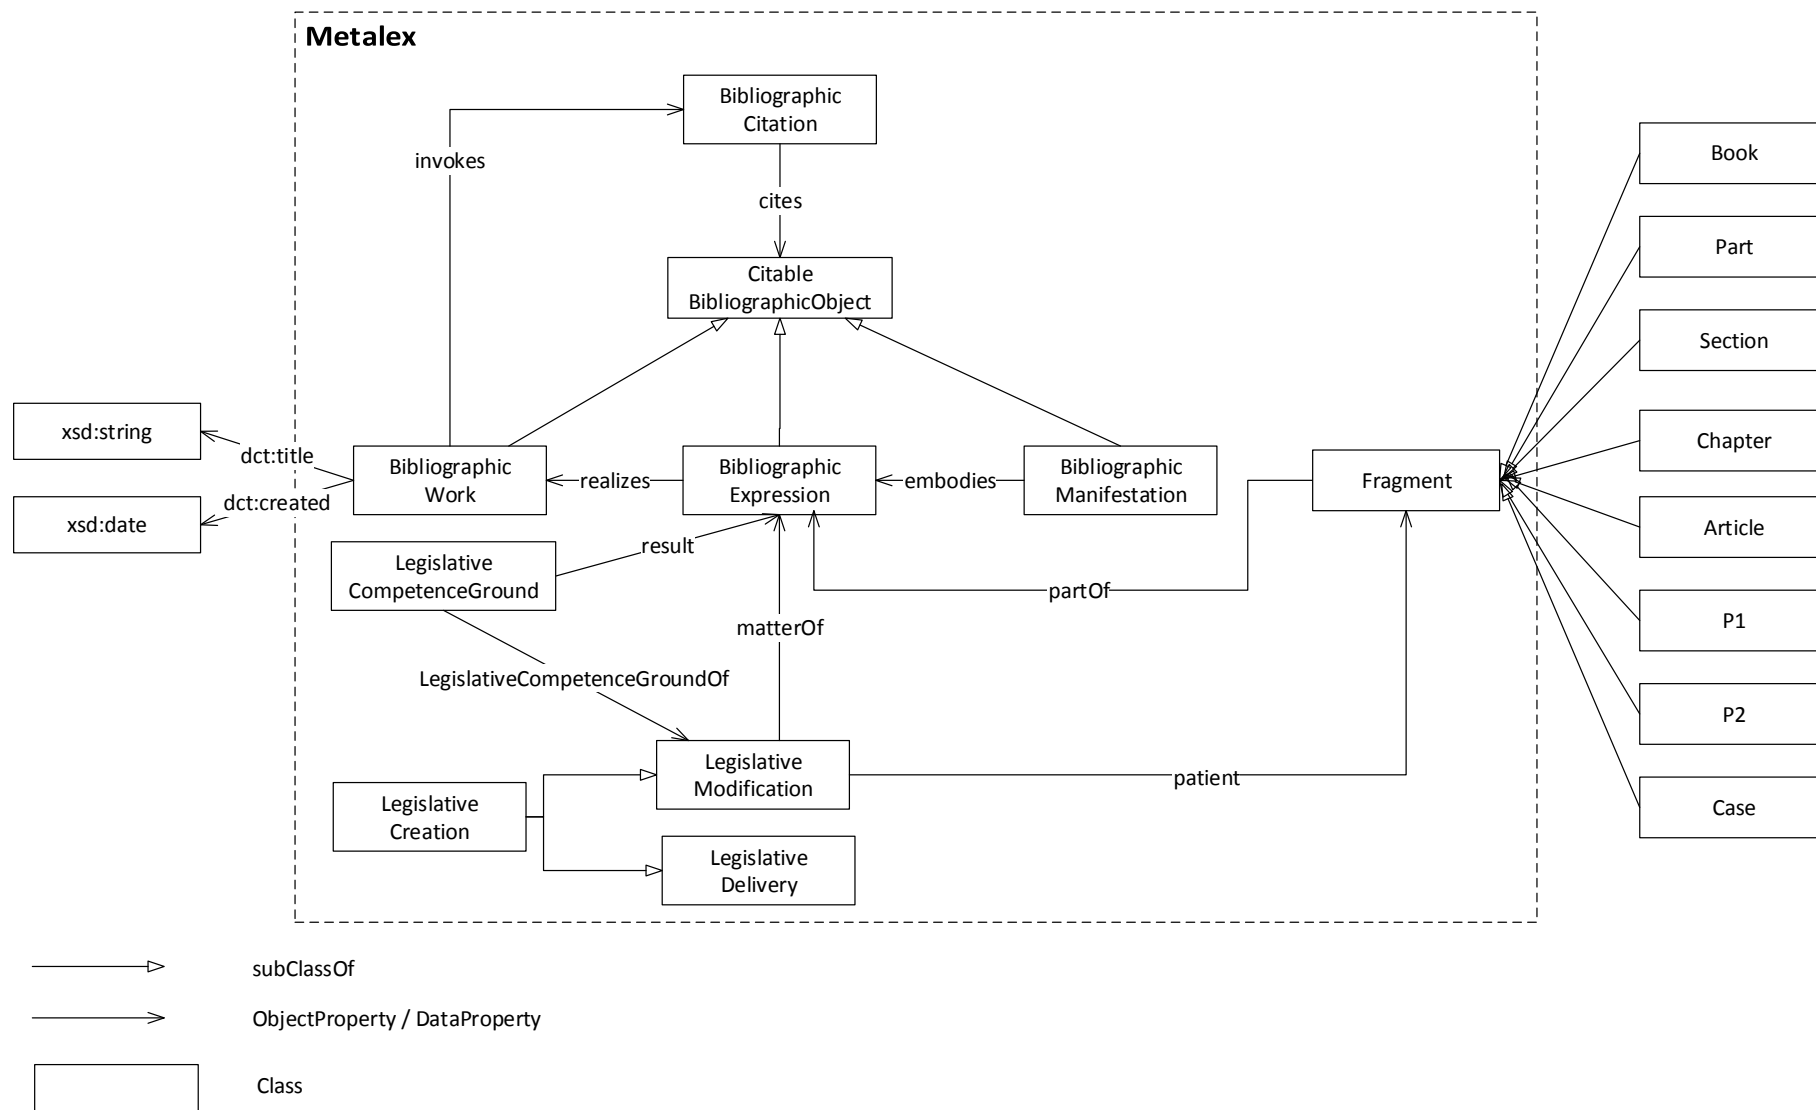 Metalex
Bibliographic
Citation
invokes
cites
Citable
BibliographicObject
xsd:string
dct:title
dct:created
xsd:date
Bibliographic
Work
realizes
Bibliographic
Expression
embodies
Bibliographic
Manifestation
Fragment
Legislative
CompetenceGround
result
partOf
matterOf
LegislativeCompetenceGroundOf
Legislative
Modification
patient
Legislative
Creation
Legislative
Delivery
Book
Part
Section
Chapter
Article
P1
P2
Case
subClassOf
ObjectProperty / DataProperty
Class